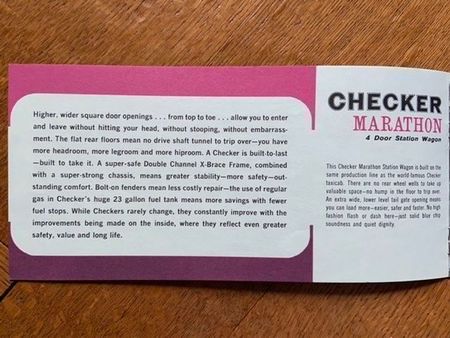 Higher, wider square door openings . . . from top to toe . . . allow you to enter
and leave without hitting your head, without stooping, without embarrass-
ment. The flat rear floors mean no drive shaft tunnel to trip over—you have
more headroom, more legroom and more hiproom. A Checker is built-to-last
—built to take it. A super-safe Double Channel X-Brace Frame, combined
with a super-strong chassis, means greater stability—more safety—out-
standing comfort. Bolt-on fenders mean less costly repair—the use of regular
gas in Checker's huge 23 gallon fuel tank means more savings with fewer
fuel stops. While Checkers rarely change, they constantly improve with the
improvements being made on the inside, where they reflect even greater
safety, value and long life.
CHECKER
MARATHON
4 Door Station Wagon
This Checker Marathon Station Wagon is built on the
same production line as the world-famous Checker
taxicab. There are no rear wheel wells to take up
valuable space—no hump in the floor to trip over.
An extra wide, lower level tail gate opening means
you can load more—easier, safer and faster. No high
fashion flash or dash here—just solid blue chip
soundness and quiet dignity.